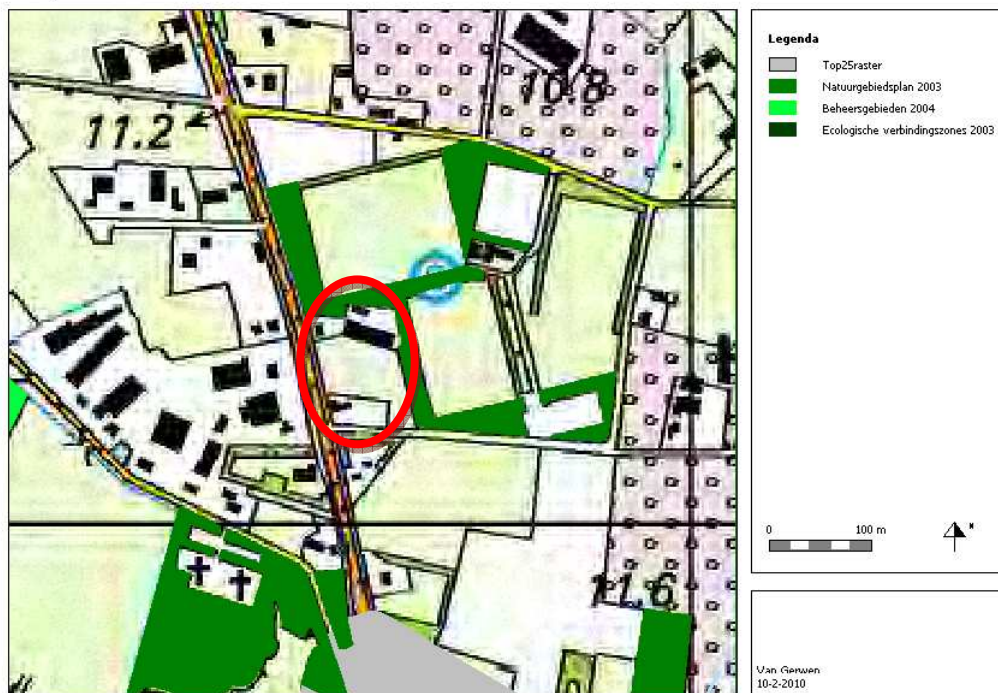 10.8
11.2
11.6
Legenda
Top25raster
Natuurgebiedsplan 2003
Beheersgebieden 2004
Ecologische verbindingszones 2003
0 100 m
N
Van Gerwen
10-2-2010